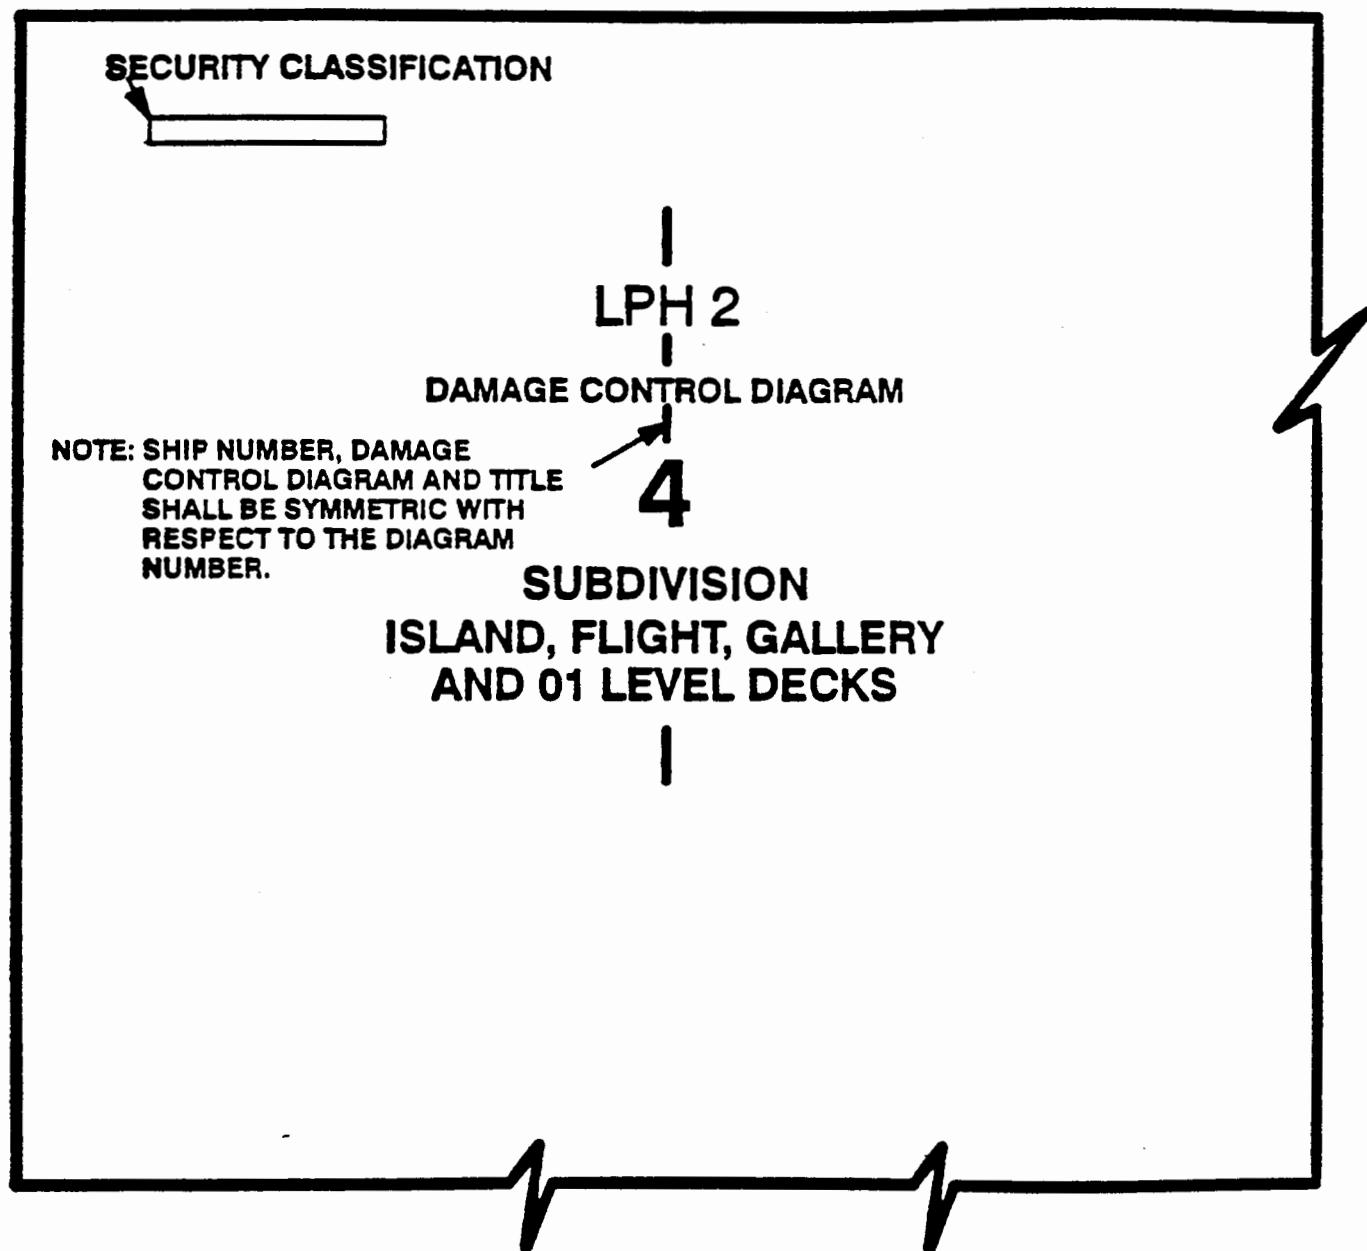 SECURITY CLASSIFICATION
LPH 2
DAMAGE CONTROL DIAGRAM
NOTE: SHIP NUMBER, DAMAGE
CONTROL DIAGRAM AND TITLE
SHALL BE SYMMETRIC WITH
RESPECT TO THE DIAGRAM
NUMBER.
4
SUBDIVISION
ISLAND, FLIGHT, GALLERY
AND 01 LEVEL DECKS